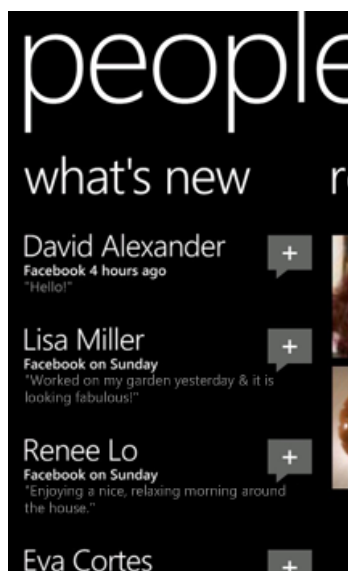 people
what's new
r
David Alexander
+
Facebook 4 hours ago
"Hello!"
Lisa Miller
+
Facebook on Sunday
"Worked on my garden yesterday & it is
looking fabulous!"
Renee Lo
+
Facebook on Sunday
"Enjoying a nice, relaxing morning around
the house."
Eva Cortes
+